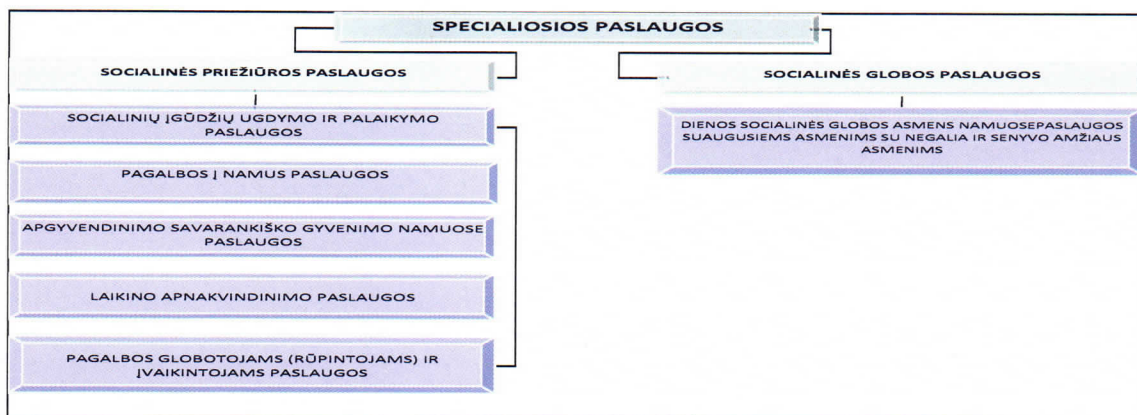 SPECIALIOSIOS PASLAUGOS
SOCIALINĖS PRIEŽIŪROS PASLAUGOS
SOCIALINIŲ ĮGŪDŽIŲ UGDYMO IR PALAIKYMO
PASLAUGOS
PAGALBOS Į NAMUS PASLAUGOS
APGYVENDINIMO SAVARANKIŠKO GYVENIMO NAMUOSE
PASLAUGOS
LAIKINO APNAKVINDINIMO PASLAUGOS
PAGALBOS GLOBOTOJAMS (RŪPINTOJAMS) IR
ĮVAIKINTOJAMS PASLAUGOS
SOCIALINĖS GLOBOS PASLAUGOS
DIENOS SOCIALINĖS GLOBOS ASMENS NAMUOSEPASLAUGOS
SUAUGUSIEMS ASMENIMS SU NEGALIA IR SENYVO AMŽIAUS
ASMENIMS